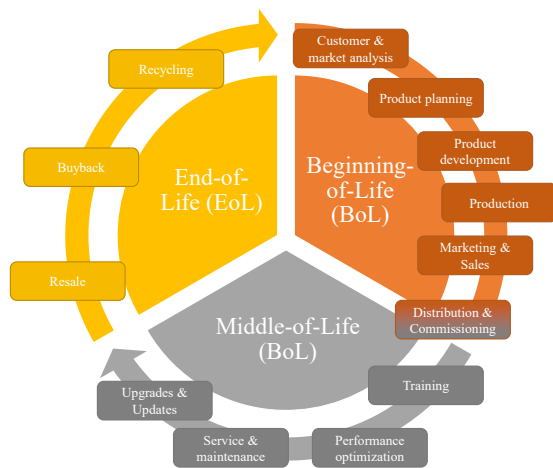 Customer &
market analysis
Product planning
Product
development
Production
Marketing &
Sales
Distribution &
Commissioning
Training
Performance
optimization
Service &
maintenance
Upgrades &
Updates
Resale
Buyback
Recycling
End-of-
Life (EoL)
Beginning-
of-Life
(BoL)
Middle-of-Life
(BoL)